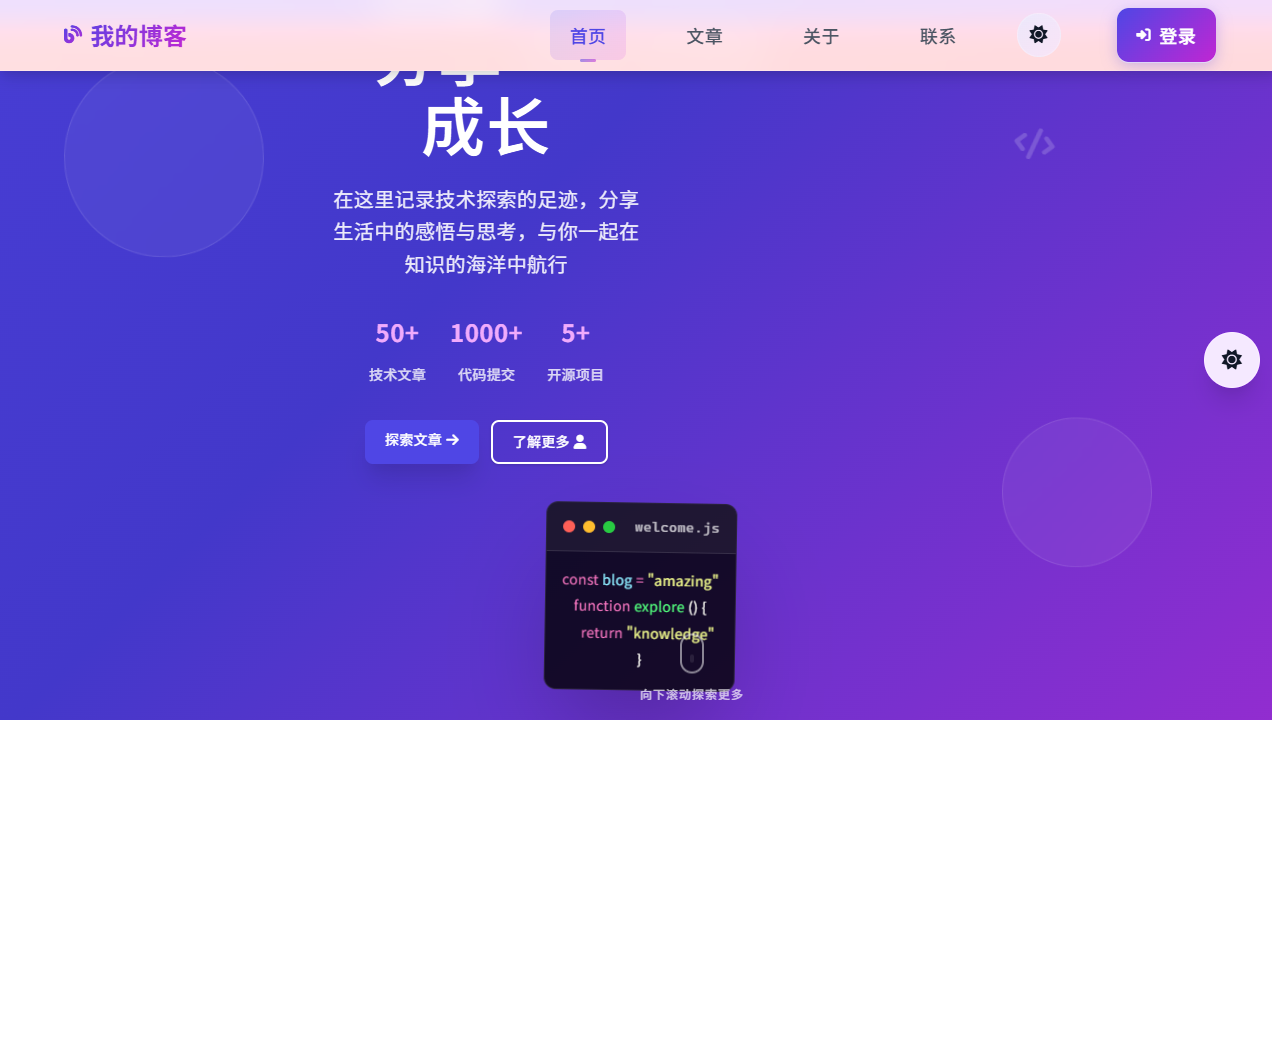 我的博客
首页
文章
关于
联系
登录
分享
成长
在这里记录技术探索的足迹，分享
生活中的感悟与思考，与你一起在
知识的海洋中航行
50+
1000+
5+
技术文章
代码提交
开源项目
探索文章
了解更多
welcome.js
const blog = "amazing"
function explore () {
return "knowledge"
}
向下滚动探索更多